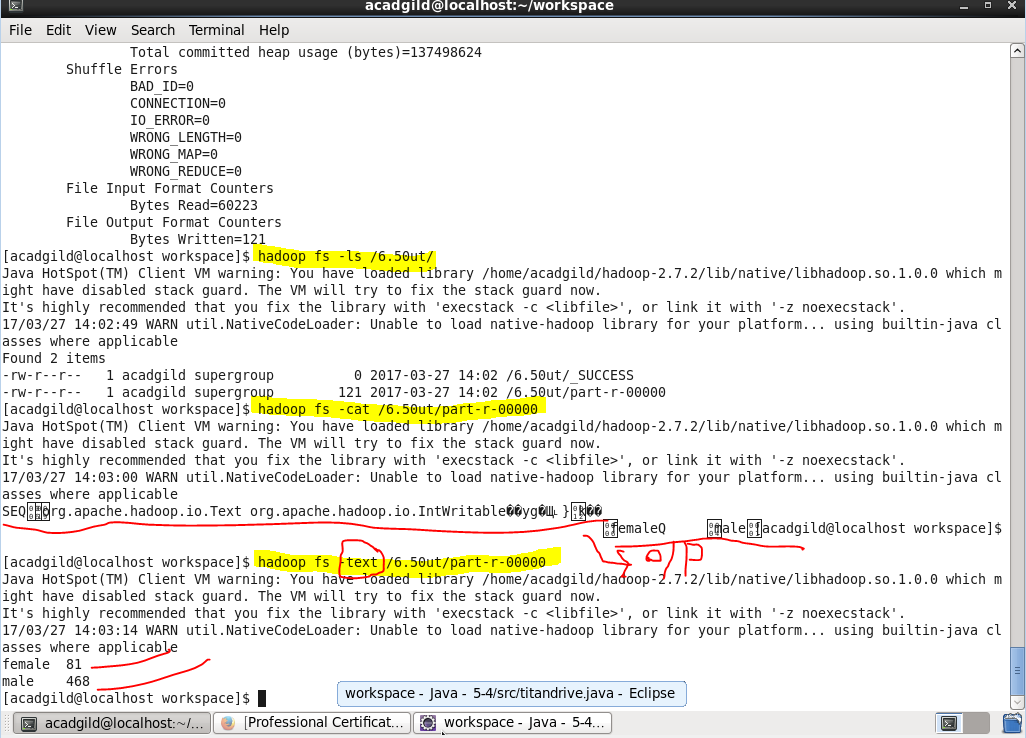 acadgild@localhost:~/workspace
File Edit View Search Terminal Help
Total committed heap usage (bytes)=137498624
Shuffle Errors
BAD_ID=0
CONNECTION=0
IO_ERROR=0
WRONG_LENGTH=0
WRONG_MAP=0
WRONG_REDUCE=0
File Input Format Counters
Bytes Read=60223
File Output Format Counters
Bytes Written=121
[acadgild@localhost workspace]$ hadoop fs -ls /6.50ut/
Java HotSpot(TM) Client VM warning: You have loaded library /home/acadgild/hadoop-2.7.2/lib/native/libhadoop.so.1.0.0 which m
ight have disabled stack guard. The VM will try to fix the stack guard now.
It's highly recommended that you fix the library with 'execstack -c <libfile>', or link it with '-z noexecstack'.
17/03/27 14:02:49 WARN util.NativeCodeLoader: Unable to load native-hadoop library for your platform... using builtin-java cl
asses where applicable
Found 2 items
-rw-r--r-- 1 acadgild supergroup 0 2017-03-27 14:02 /6.50ut/_SUCCESS
-rw-r--r-- 1 acadgild supergroup 121 2017-03-27 14:02 /6.50ut/part-r-00000
[acadgild@localhost workspace]$ hadoop fs -cat /6.50ut/part-r-00000
Java HotSpot(TM) Client VM warning: You have loaded library /home/acadgild/hadoop-2.7.2/lib/native/libhadoop.so.1.0.0 which m
ight have disabled stack guard. The VM will try to fix the stack guard now.
It's highly recommended that you fix the library with 'execstack -c <libfile>', or link it with '-z noexecstack'.
17/03/27 14:03:00 WARN util.NativeCodeLoader: Unable to load native-hadoop library for your platform... using builtin-java cl
asses where applicable
SEQ org.apache.hadoop.io.Text org.apache.hadoop.io.IntWritable��yg�Щ }k��
femaleQ male [acadgild@localhost workspace]$
O/P
[acadgild@localhost workspace]$ hadoop fs -text /6.50ut/part-r-00000
Java HotSpot(TM) Client VM warning: You have loaded library /home/acadgild/hadoop-2.7.2/lib/native/libhadoop.so.1.0.0 which m
ight have disabled stack guard. The VM will try to fix the stack guard now.
It's highly recommended that you fix the library with 'execstack -c <libfile>', or link it with '-z noexecstack'.
17/03/27 14:03:14 WARN util.NativeCodeLoader: Unable to load native-hadoop library for your platform... using builtin-java cl
asses where applicable
female 81
male 468
[acadgild@localhost workspace]$
workspace - Java - 5-4/src/titandrive.java - Eclipse
acadgild@localhost:~/... [Professional Certificat... workspace - Java - 5-4...